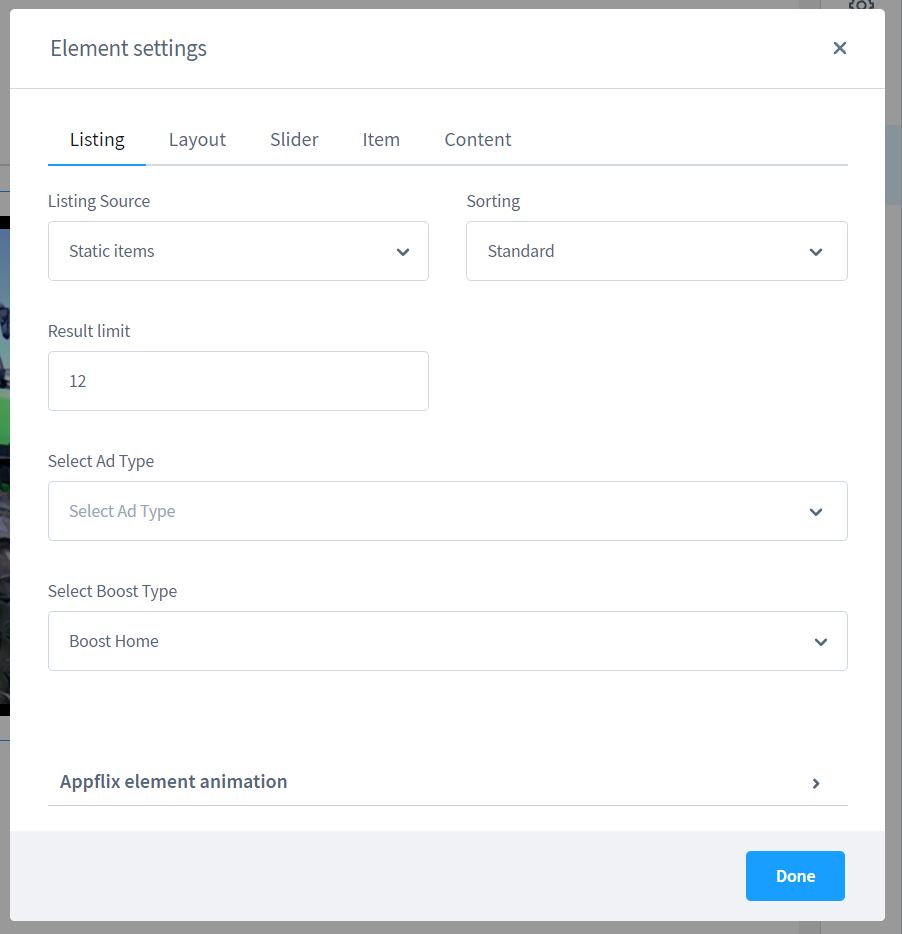 Element settings
Listing Layout Slider Item Content
Listing Source Sorting
Static items Standard
Result limit
12
Select Ad Type
Select Ad Type
Select Boost Type
Boost Home
Appflix element animation
Done